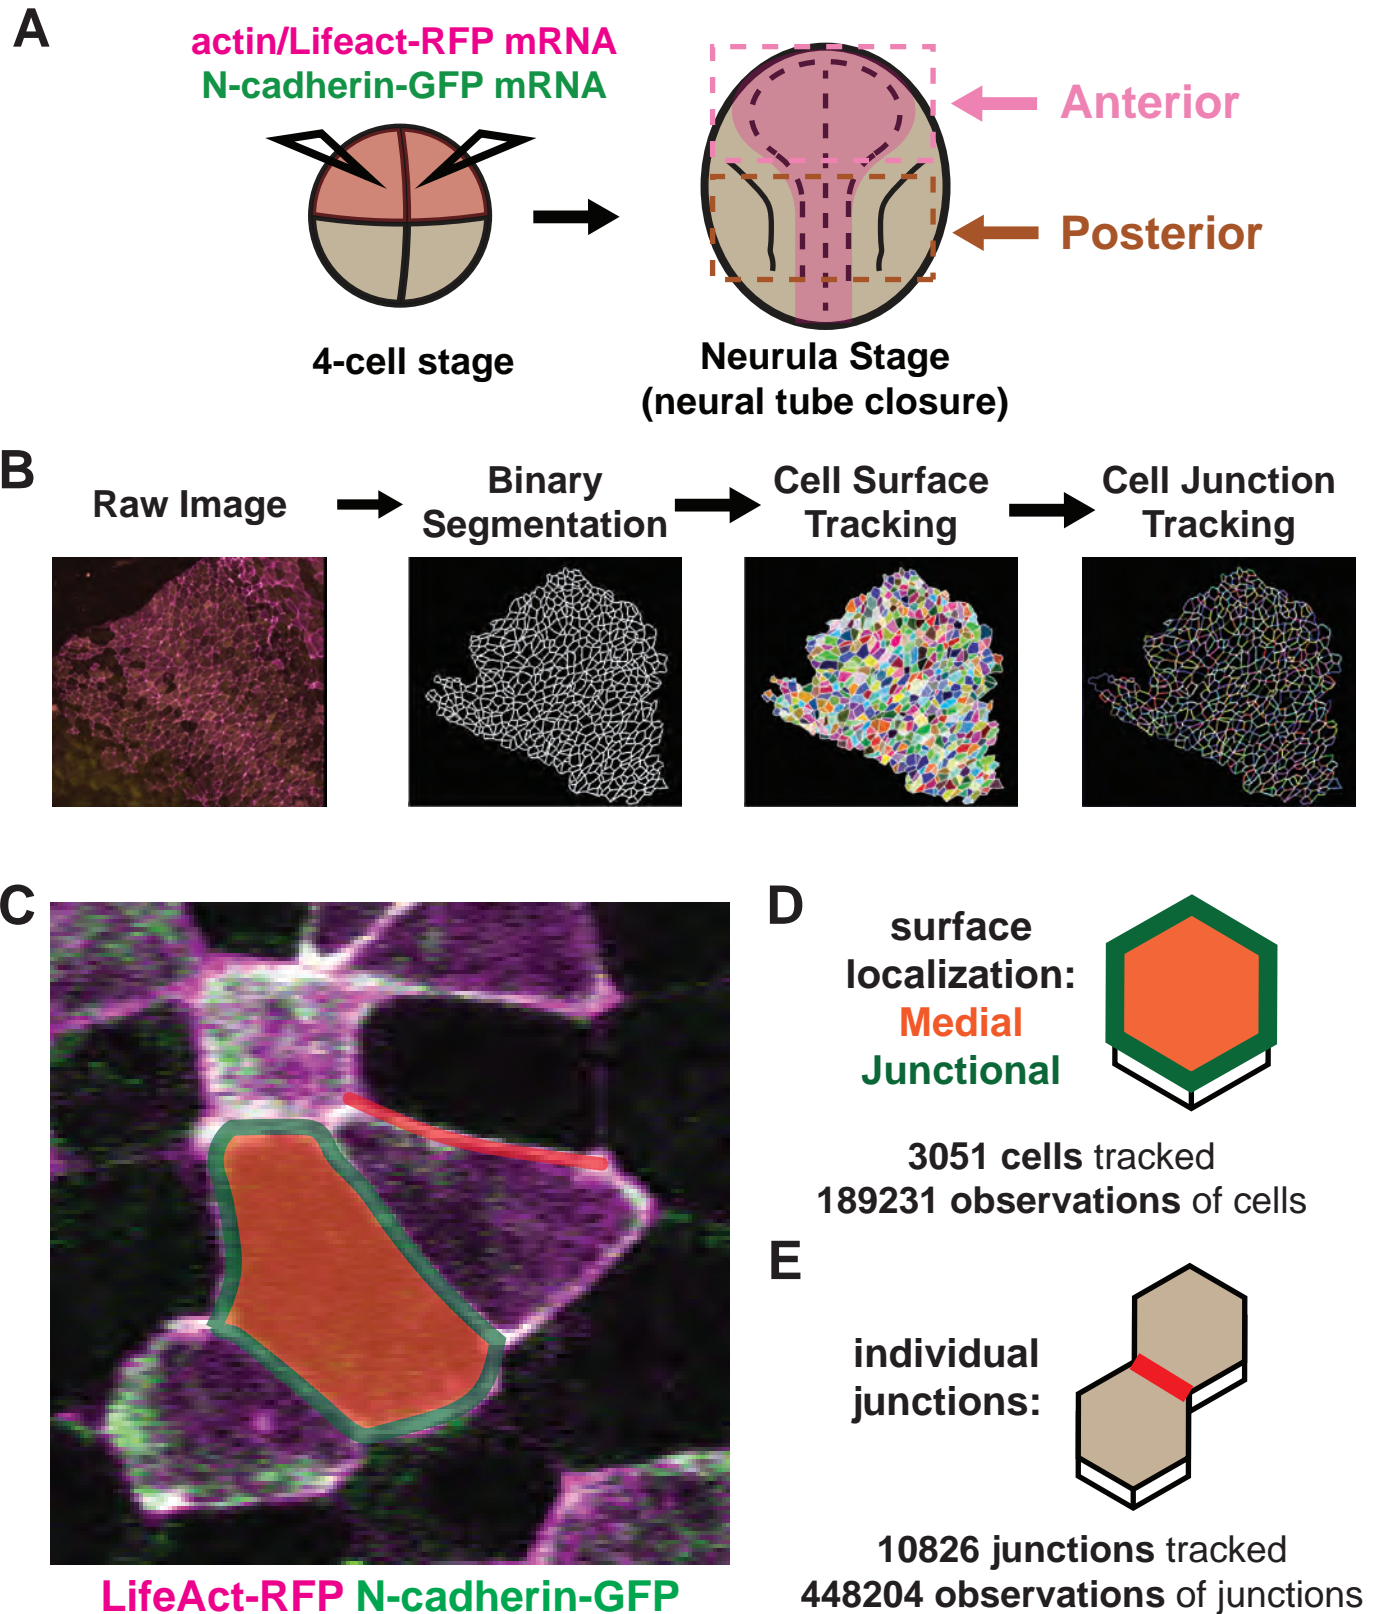 A
actin/Lifeact-RFP mRNA
N-cadherin-GFP mRNA
Anterior
Posterior
4-cell stage
Neurula Stage
(neural tube closure)
B
Raw Image
Binary
Segmentation
Cell Surface
Tracking
Cell Junction
Tracking
C
LifeAct-RFP N-cadherin-GFP
D
surface
localization:
Medial
Junctional
3051 cells tracked
189231 observations of cells
E
individual
junctions:
10826 junctions tracked
448204 observations of junctions